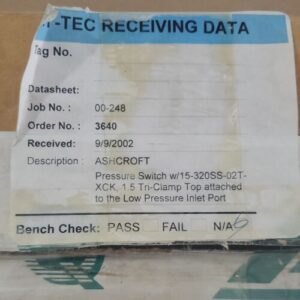 -TEC RECEIVING DATA
Tag No.
Datasheet:
Job No. : 00-248
Order No. : 3640
Received: 9/9/2002
Description : ASHCROFT
Pressure Switch w/15-320SS-02T-
XCK, 1.5 Tri-Clamp Top attached
to the Low Pressure Inlet Port
Bench Check: PASS FAIL N/A